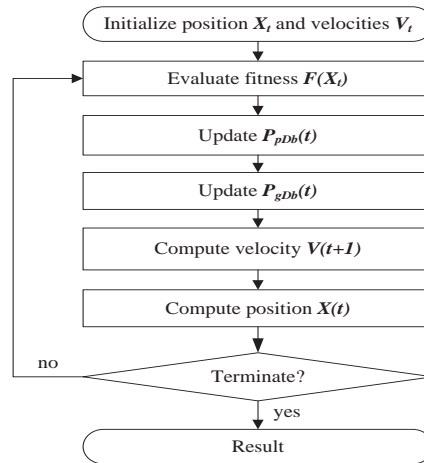 Initialize position X_t and velocities V_t
Evaluate fitness F(X_t)
Update P_pDb(t)
Update P_gDb(t)
Compute velocity V(t+1)
Compute position X(t)
no
Terminate?
yes
Result